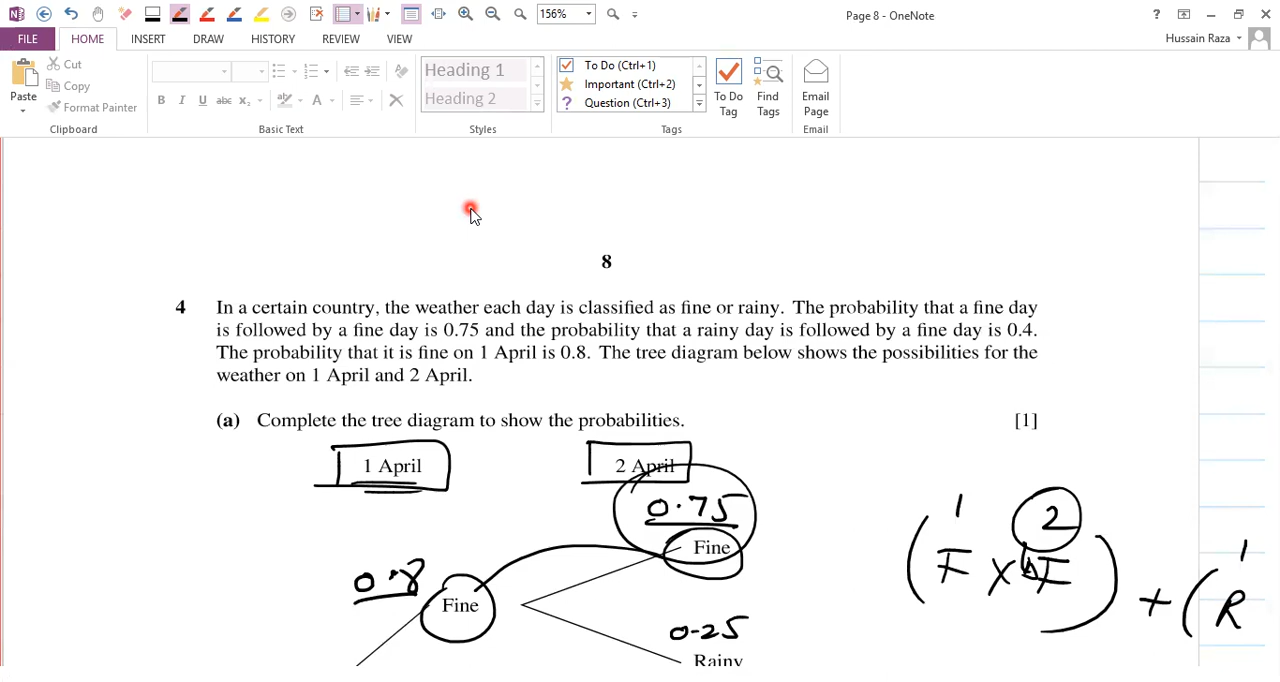 156%
Page 8 - OneNote
?
Hussain Raza
FILE HOME INSERT DRAW HISTORY REVIEW VIEW
Paste
Cut
Copy
Format Painter
Clipboard
B I U abc X₂ A
Basic Text
Heading 1
Heading 2
Styles
To Do (Ctrl+1)
Important (Ctrl+2)
? Question (Ctrl+3)
To Do Tag
Find Tags
Tags
Email Page
Email
8
4 In a certain country, the weather each day is classified as fine or rainy. The probability that a fine day
is followed by a fine day is 0.75 and the probability that a rainy day is followed by a fine day is 0.4.
The probability that it is fine on 1 April is 0.8. The tree diagram below shows the possibilities for the
weather on 1 April and 2 April.
(a) Complete the tree diagram to show the probabilities. [1]
1 April 2 April
0.75
Fine
0.8
Fine
0.25
Rainy
1 2 1
(F x F) + (R